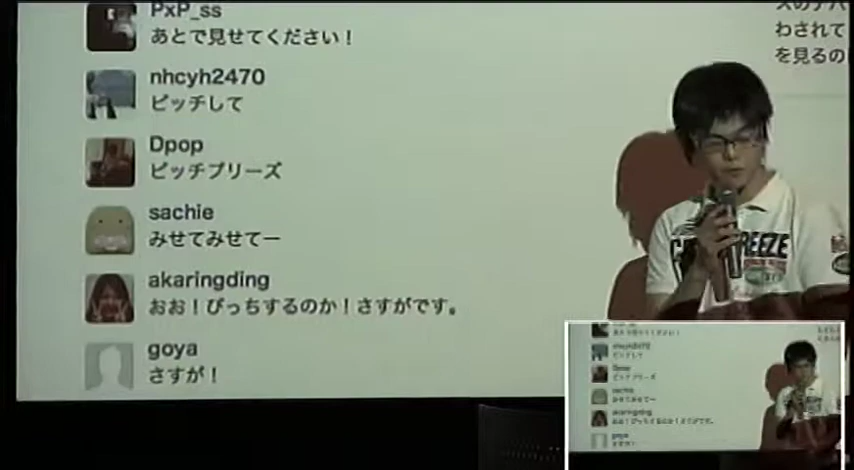 PxP_ss
あとで見せてください！
nhcyh2470
ピッチして
Dpop
ピッチプリーズ
sachie
みせてみせてー
akaringding
おお！ぴっちするのか！さすがです。
goya
さすが！
わされて
を見るの
REEZE